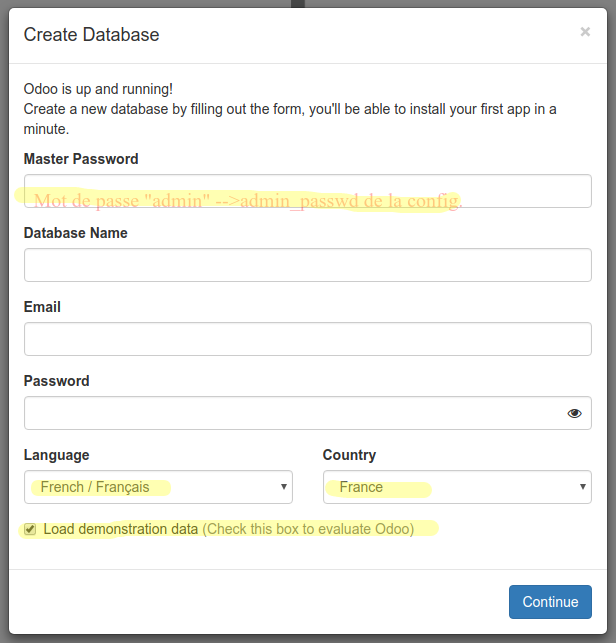 Create Database ×
Odoo is up and running!
Create a new database by filling out the form, you'll be able to install your first app in a
minute.
Master Password
Mot de passe "admin" -->admin_passwd de la config.
Database Name
Email
Password
Language Country
French / Français France
Load demonstration data (Check this box to evaluate Odoo)
Continue